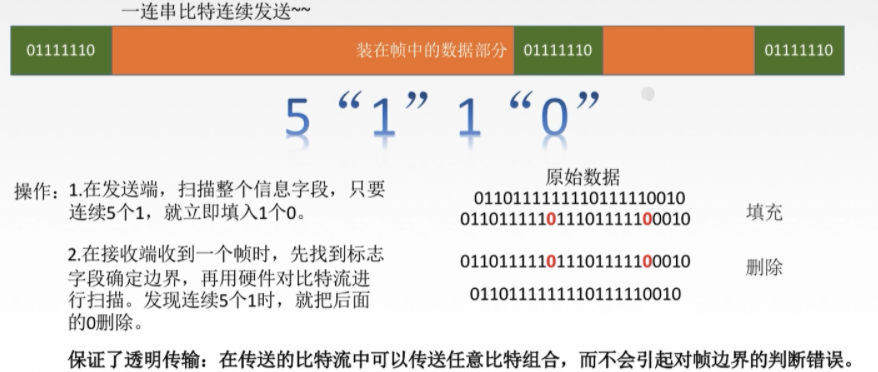 一连串比特连续发送~~
01111110 装在帧中的数据部分 01111110 01111110
5 “1” 1 “0”
操作：1.在发送端，扫描整个信息字段，只要
连续5个1，就立即填入1个0。
2.在接收端收到一个帧时，先找到标志
字段确定边界，再用硬件对比特流进
行扫描。发现连续5个1时，就把后面
的0删除。
原始数据
0110111111110111110010
011011111011101111100010 填充
011011111011101111100010 删除
0110111111110111110010
保证了透明传输：在传送的比特流中可以传送任意比特组合，而不会引起对帧边界的判断错误。